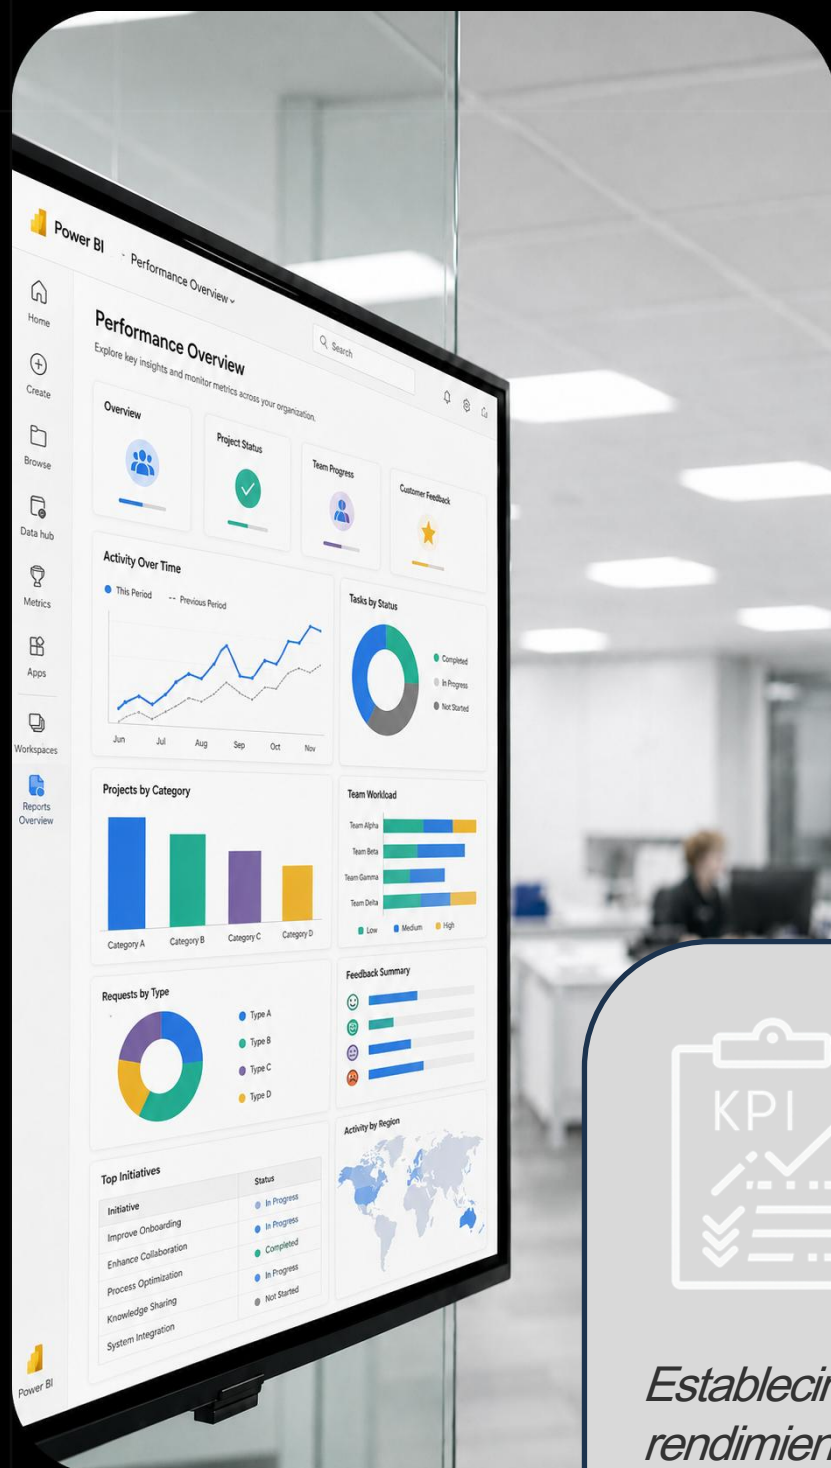 Power BI
Performance Overview
Search
Home
Create
Browse
Data hub
Metrics
Apps
Workspaces
Reports
Overview
Power BI
Performance Overview
Explore key insights and monitor metrics across your organization.
Overview
Project Status
Team Progress
Customer Feedback
Activity Over Time
This Period
Previous Period
Jun Jul Aug Sep Oct Nov
Tasks by Status
Completed
In Progress
Not Started
Projects by Category
Category A Category B Category C Category D
Team Workload
Team Alpha
Team Beta
Team Gamma
Team Delta
Low Medium High
Requests by Type
Type A
Type B
Type C
Type D
Feedback Summary
Top Initiatives
Initiative Status
Improve Onboarding In Progress
Enhance Collaboration In Progress
Process Optimization Completed
Knowledge Sharing In Progress
System Integration Not Started
Activity by Region
KPI